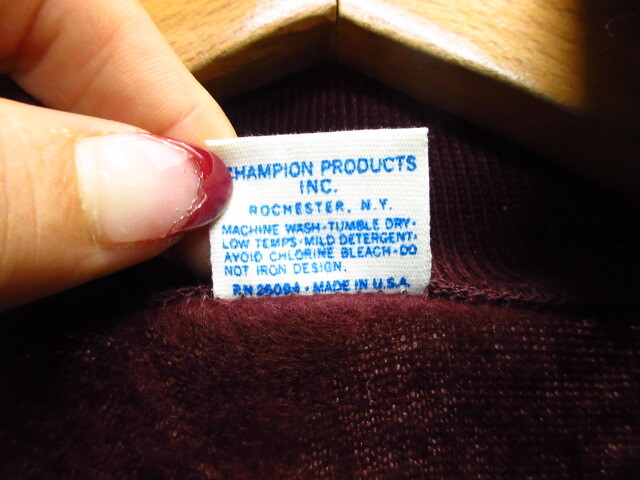 CHAMPION PRODUCTS
INC.
ROCHESTER, N.Y.
MACHINE WASH·TUMBLE DRY·
LOW TEMPS·MILD DETERGENT·
AVOID CHLORINE BLEACH·DO
NOT IRON DESIGN.
RN 26094 · MADE IN U.S.A.